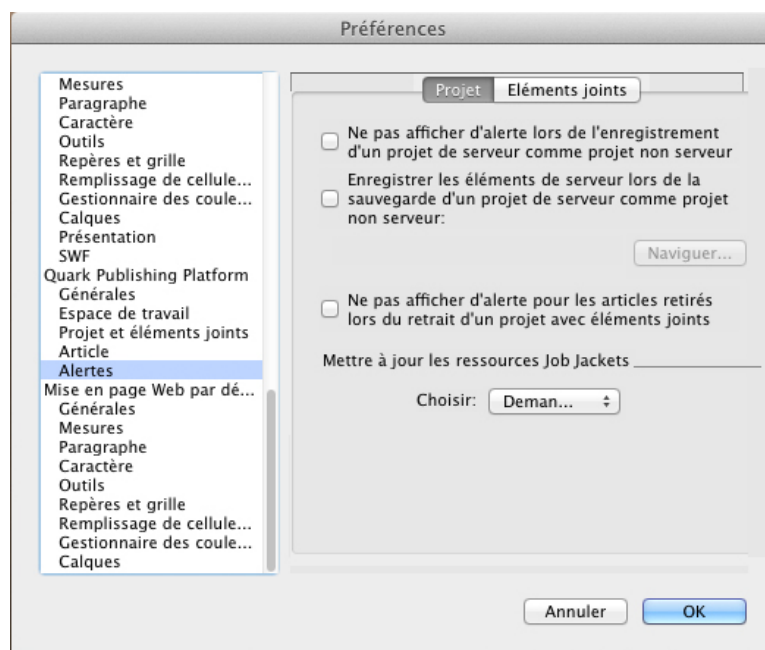 Préférences
Mesures
Paragraphe
Caractère
Outils
Repères et grille
Remplissage de cellule...
Gestionnaire des coule...
Calques
Présentation
SWF
Quark Publishing Platform
Générales
Espace de travail
Projet et éléments joints
Article
Alertes
Mise en page Web par dé...
Générales
Mesures
Paragraphe
Caractère
Outils
Repères et grille
Remplissage de cellule...
Gestionnaire des coule...
Calques
Projet Eléments joints
Ne pas afficher d'alerte lors de l'enregistrement
d'un projet de serveur comme projet non serveur
Enregistrer les éléments de serveur lors de la
sauvegarde d'un projet de serveur comme projet
non serveur:
Naviguer...
Ne pas afficher d'alerte pour les articles retirés
lors du retrait d'un projet avec éléments joints
Mettre à jour les ressources Job Jackets
Choisir: Deman...
Annuler OK